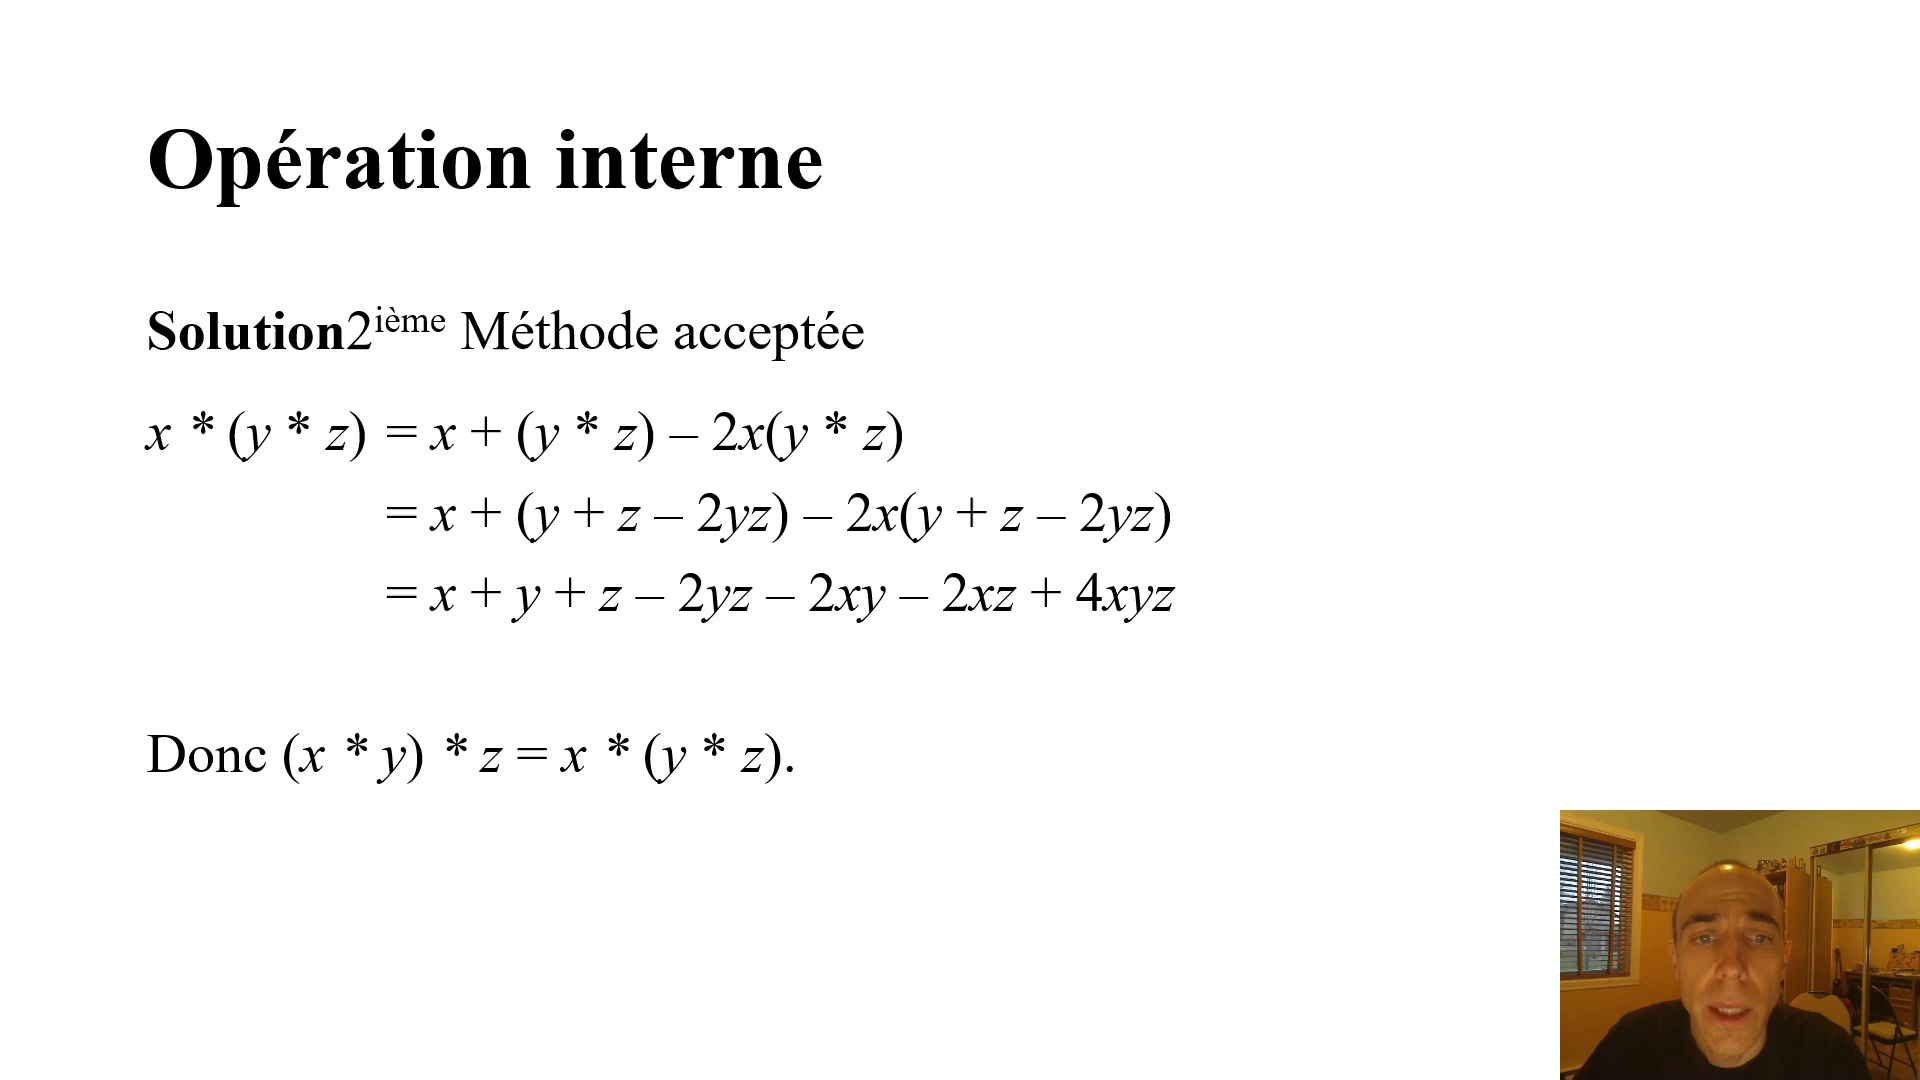 Opération interne
Solution2ième Méthode acceptée
x * (y * z) = x + (y * z) – 2x(y * z)
= x + (y + z – 2yz) – 2x(y + z – 2yz)
= x + y + z – 2yz – 2xy – 2xz + 4xyz
Donc (x * y) * z = x * (y * z).